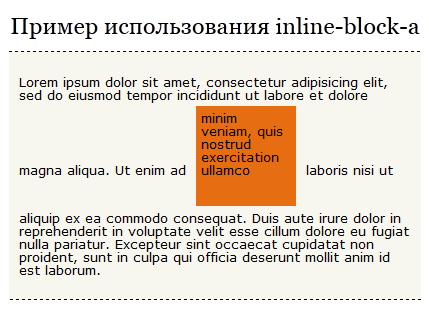 Пример использования inline-block-а
Lorem ipsum dolor sit amet, consectetur adipisicing elit,
sed do eiusmod tempor incididunt ut labore et dolore
minim
veniam, quis
nostrud
exercitation
magna aliqua. Ut enim ad ullamco laboris nisi ut
aliquip ex ea commodo consequat. Duis aute irure dolor in
reprehenderit in voluptate velit esse cillum dolore eu fugiat
nulla pariatur. Excepteur sint occaecat cupidatat non
proident, sunt in culpa qui officia deserunt mollit anim id
est laborum.